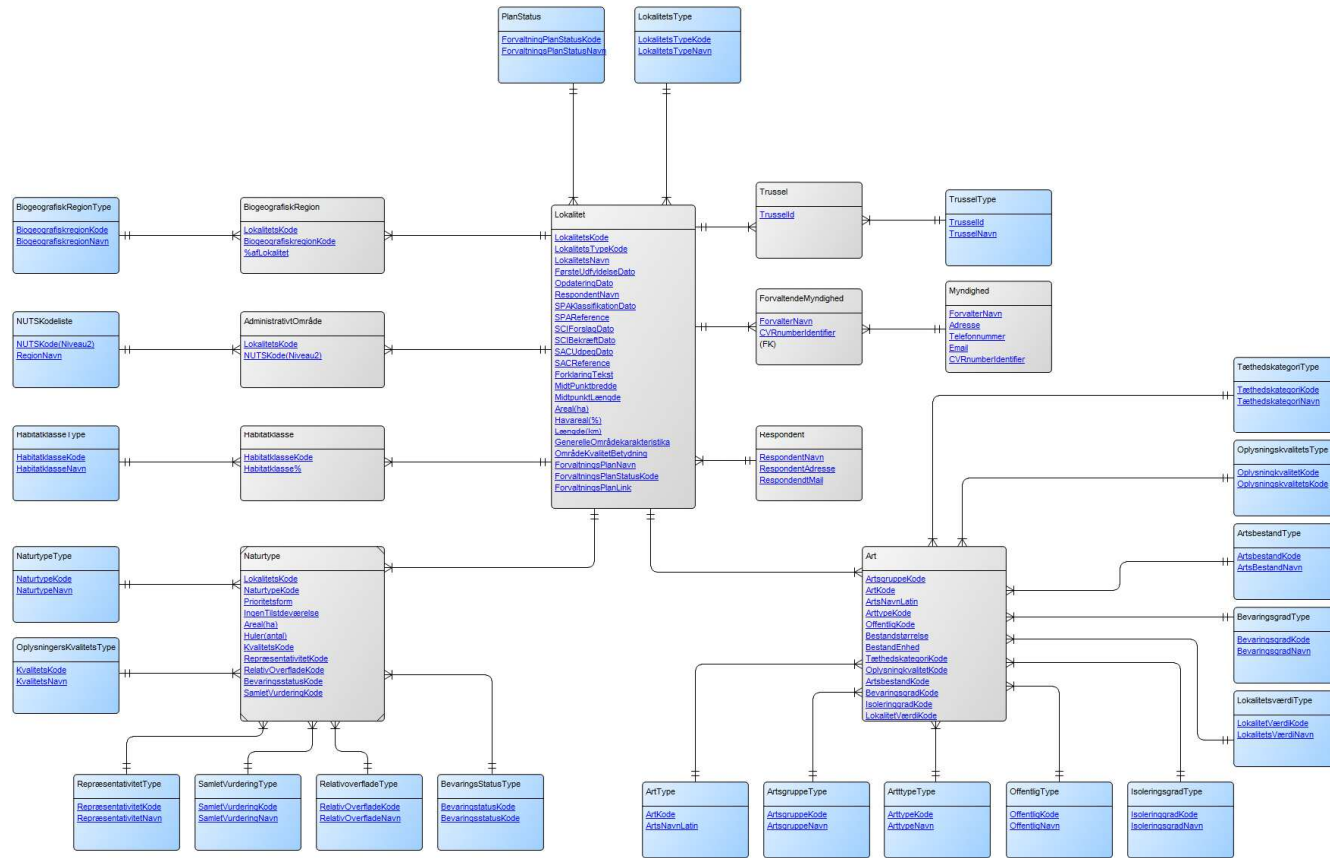 PlanStatus
ForvaltningPlanStatusKode
ForvaltningsPlanStatusNavn
LokalitetsType
LokalitetsTypeKode
LokalitetsTypeNavn
BiogeografiskRegionType
BiogeografiskregionKode
BiogeografiskregionNavn
BiogeografiskRegion
LokalitetsKode
BiogeografiskregionKode
%afLokalitet
Lokalitet
LokalitetsKode
LokalitetsTypeKode
LokalitetsNavn
FørsteUdfyldelseDato
OpdateringDato
RespondentNavn
SPAKlassifikationDato
SPAReference
SCIForslagDato
SCIBekræftDato
SACUdpegDato
SACReference
ForklaringTekst
MidtPunktbredde
MidtpunktLængde
Areal(ha)
Havareal(%)
Længde(km)
GenerelleOmrådekarakteristika
OmrådeKvalitetBetydning
ForvaltningsPlanNavn
ForvaltningsPlanStatusKode
ForvaltningsPlanLink
Trussel
TrusselId
TrusselType
TrusselId
TrusselNavn
NUTSKodeliste
NUTSKode(Niveau2)
RegionNavn
AdministrativtOmråde
LokalitetsKode
NUTSKode(Niveau2)
ForvaltendeMyndighed
ForvalterNavn
CVRnumberIdentifier
(FK)
Myndighed
ForvalterNavn
Adresse
Telefonnummer
Email
CVRnumberIdentifier
HabitatklasseType
HabitatklasseKode
HabitatklasseNavn
Habitatklasse
HabitatklasseKode
Habitatklasse%
Respondent
RespondentNavn
RespondentAdresse
RespondendtMail
TæthedskategoriType
TæthedskategoriKode
TæthedskategoriNavn
OplysningskvalitetsType
OplysningkvalitetKode
OplysningskvalitetsKode
NaturtypeType
NaturtypeKode
NaturtypeNavn
OplysningersKvalitetsType
KvalitetsKode
KvalitetsNavn
Naturtype
LokalitetsKode
NaturtypeKode
Prioritetsform
IngenTilstdeværelse
Areal(ha)
Huler(antal)
KvalitetsKode
RepræsentativitetKode
RelativOverfladeKode
BevaringsstatusKode
SamletVurderingKode
Art
ArtsgruppeKode
ArtKode
ArtsNavnLatin
ArttypeKode
OffentligKode
Bestandstørrelse
BestandEnhed
TæthedskategoriKode
OplysningkvalitetKode
ArtsbestandKode
BevaringsgradKode
IsoleringgradKode
LokalitetVærdiKode
ArtsbestandType
ArtsbestandKode
ArtsBestandNavn
BevaringsgradType
BevaringsgradKode
BevaringsgradNavn
LokalitetsværdiType
LokalitetVærdiKode
LokalitetsVærdiNavn
RepræsentativitetType
RepræsentativitetKode
RepræsentativitetNavn
SamletVurderingType
SamletVurderingKode
SamletVurderingNavn
RelativoverfladeType
RelativOverfladeKode
RelativOverfladeNavn
BevaringsStatusType
BevaringsstatusKode
BevaringsstatusKode
ArtType
ArtKode
ArtsNavnLatin
ArtsgruppeType
ArtsgruppeKode
ArtsgruppeNavn
ArttypeType
ArttypeKode
ArttypeNavn
OffentligType
OffentligKode
OffentligNavn
IsoleringsgradType
IsoleringgradKode
IsoleringsgradNavn